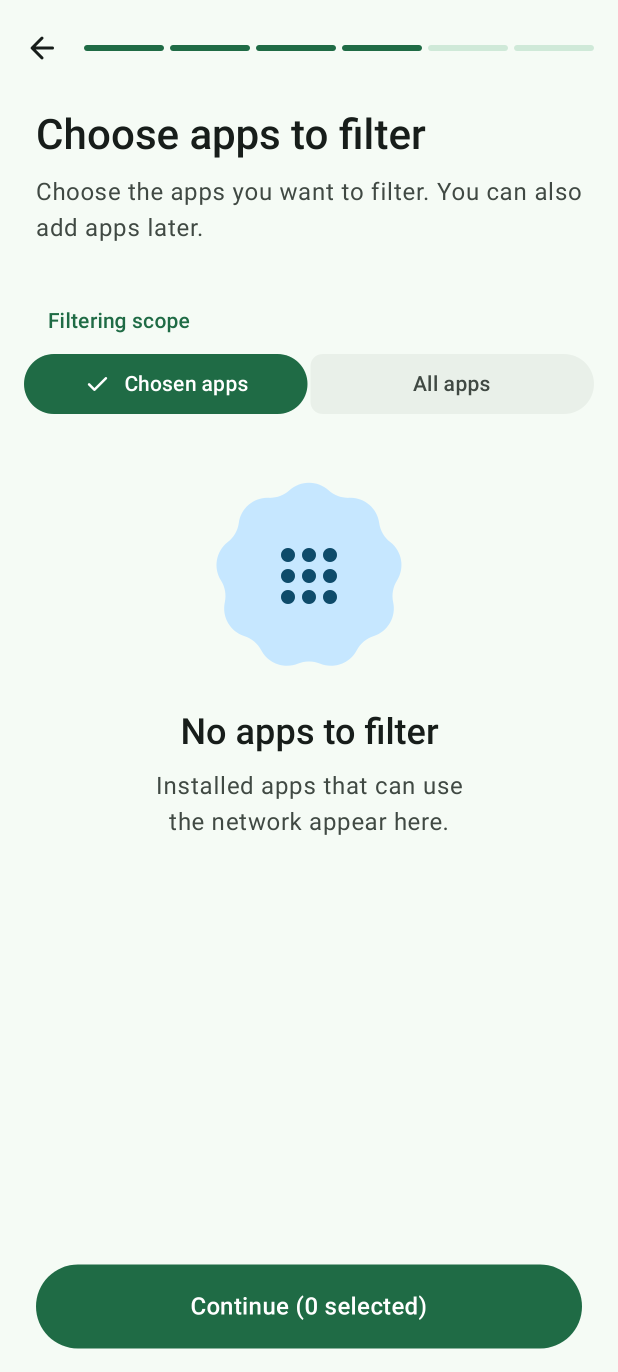 Choose apps to filter
Choose the apps you want to filter. You can also
add apps later.
Filtering scope
Chosen apps
All apps
No apps to filter
Installed apps that can use
the network appear here.
Continue (0 selected)